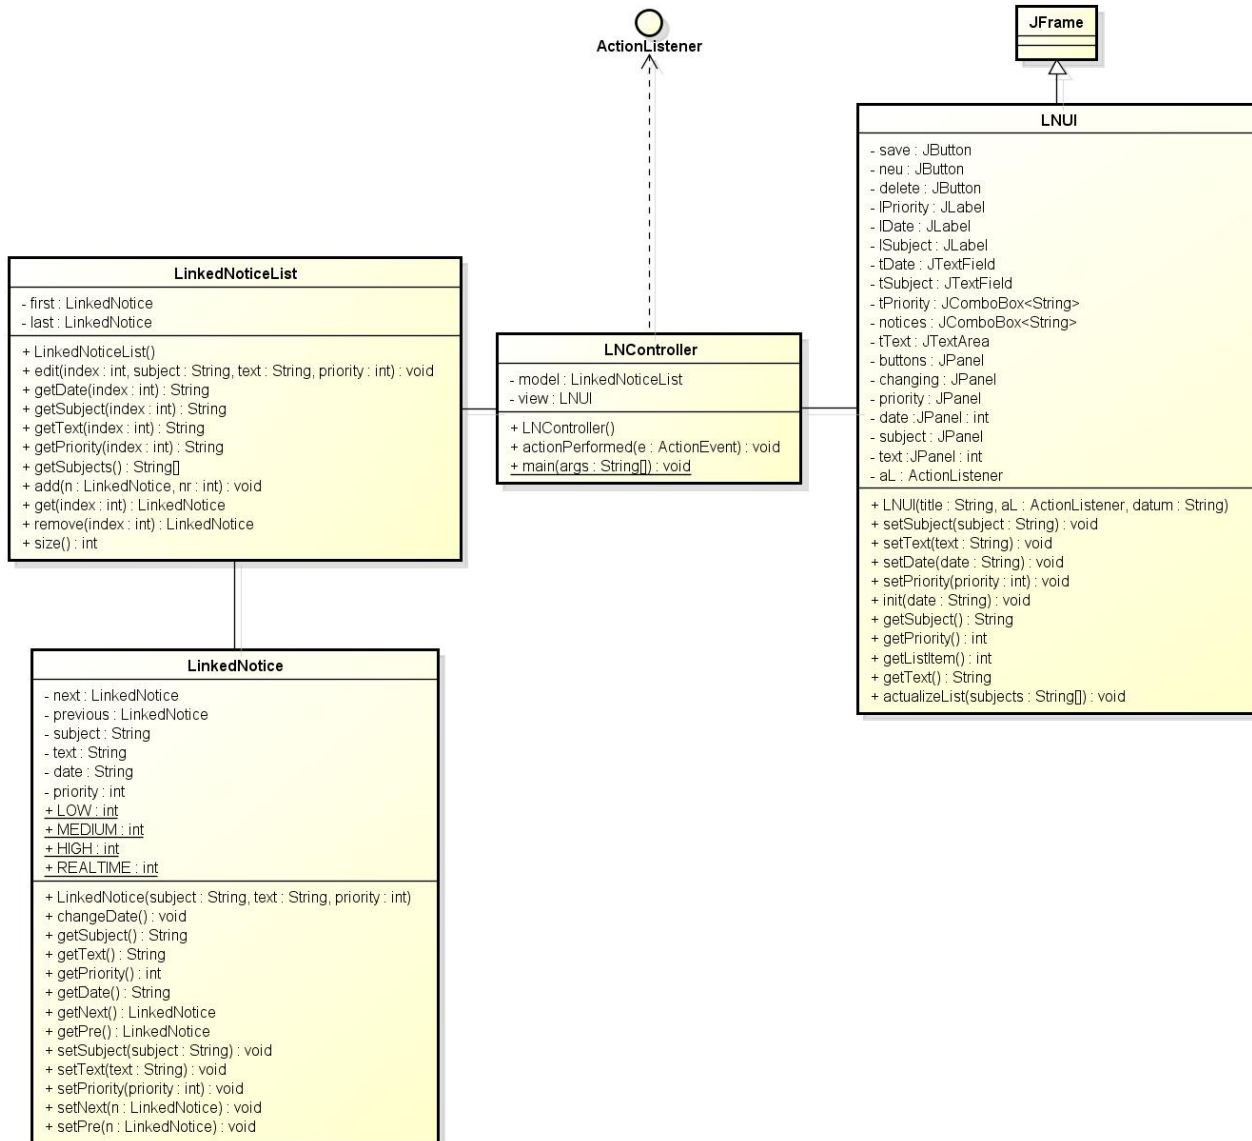 ActionListener
JFrame
LNUI
- save : JButton
- neu : JButton
- delete : JButton
- lPriority : JLabel
- lDate : JLabel
- lSubject : JLabel
- tDate : JTextField
- tSubject : JTextField
- tPriority : JComboBox<String>
- notices : JComboBox<String>
- tText : JTextArea
- buttons : JPanel
- changing : JPanel
- priority : JPanel
- date :JPanel : int
- subject : JPanel
- text :JPanel : int
- aL : ActionListener
+ LNUI(title : String, aL : ActionListener, datum : String)
+ setSubject(subject : String) : void
+ setText(text : String) : void
+ setDate(date : String) : void
+ setPriority(priority : int) : void
+ init(date : String) : void
+ getSubject() : String
+ getPriority() : int
+ getListItem() : int
+ getText() : String
+ actualizeList(subjects : String[]) : void
LinkedNoticeList
- first : LinkedNotice
- last : LinkedNotice
+ LinkedNoticeList()
+ edit(index : int, subject : String, text : String, priority : int) : void
+ getDate(index : int) : String
+ getSubject(index : int) : String
+ getText(index : int) : String
+ getPriority(index : int) : String
+ getSubjects() : String[]
+ add(n : LinkedNotice, nr : int) : void
+ get(index : int) : LinkedNotice
+ remove(index : int) : LinkedNotice
+ size() : int
LNController
- model : LinkedNoticeList
- view : LNUI
+ LNController()
+ actionPerformed(e : ActionEvent) : void
+ main(args : String[]) : void
LinkedNotice
- next : LinkedNotice
- previous : LinkedNotice
- subject : String
- text : String
- date : String
- priority : int
+ LOW : int
+ MEDIUM : int
+ HIGH : int
+ REALTIME : int
+ LinkedNotice(subject : String, text : String, priority : int)
+ changeDate() : void
+ getSubject() : String
+ getText() : String
+ getPriority() : int
+ getDate() : String
+ getNext() : LinkedNotice
+ getPre() : LinkedNotice
+ setSubject(subject : String) : void
+ setText(text : String) : void
+ setPriority(priority : int) : void
+ setNext(n : LinkedNotice) : void
+ setPre(n : LinkedNotice) : void